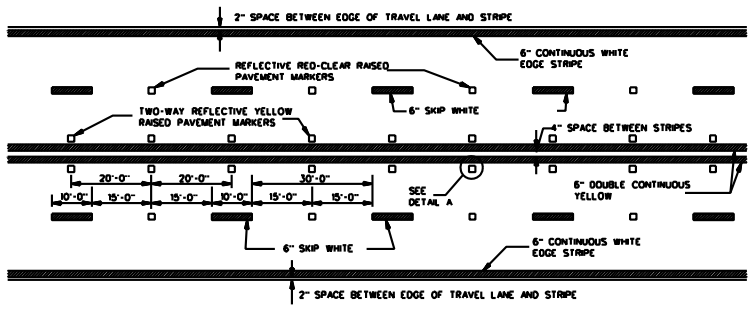 2" SPACE BETWEEN EDGE OF TRAVEL LANE AND STRIPE
6" CONTINUOUS WHITE
EDGE STRIPE
REFLECTIVE RED-CLEAR RAISED
PAVEMENT MARKERS
TWO-WAY REFLECTIVE YELLOW
RAISED PAVEMENT MARKERS
6" SKIP WHITE
4" SPACE BETWEEN STRIPES
20'-0" 20'-0" 30'-0"
10'-0" 15'-0" 15'-0" 10'-0" 15'-0" 15'-0"
SEE
DETAIL A
6" DOUBLE CONTINUOUS
YELLOW
6" SKIP WHITE
6" CONTINUOUS WHITE
EDGE STRIPE
2" SPACE BETWEEN EDGE OF TRAVEL LANE AND STRIPE